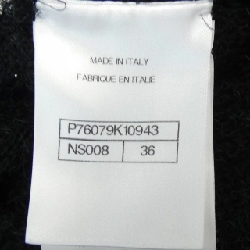 MADE IN ITALY
FABRIQUE EN ITALIE
P76079K10943
NS008 36